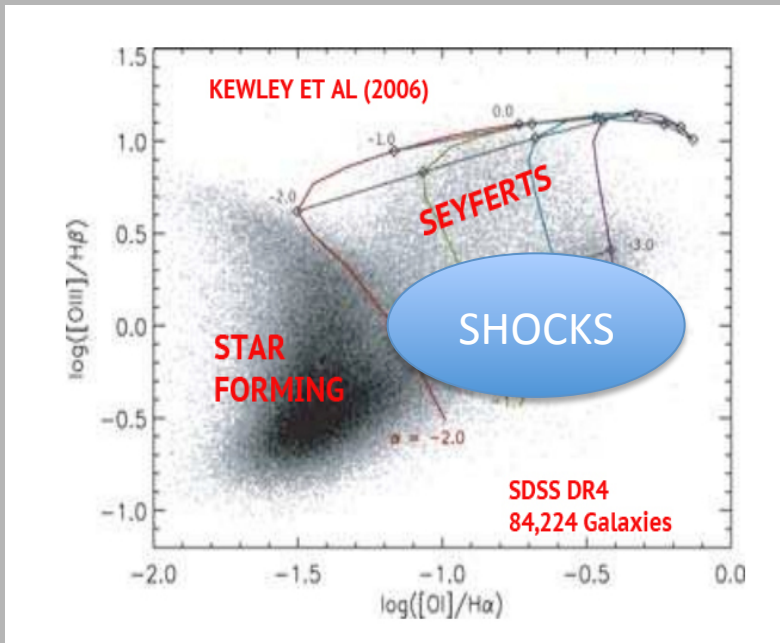 1.5
KEWLEY ET AL (2006)
0.0
1.0
-1.0
-2.0
SEYFERTS
0.5
-3.0
log([OIII]/Hβ)
0.0
SHOCKS
STAR
FORMING
-0.5
α = -2.0
-1.0
SDSS DR4
84,224 Galaxies
-2.0 -1.5 -1.0 -0.5 0.0
log([OI]/Hα)